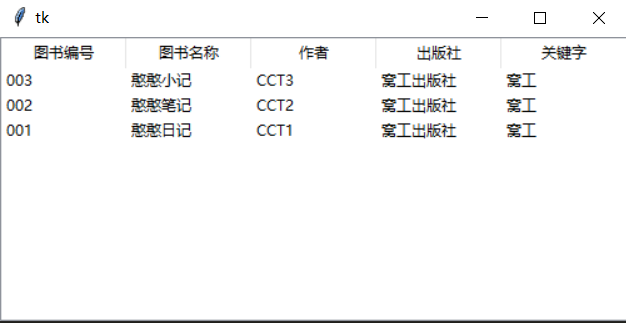 tk
图书编号 图书名称 作者 出版社 关键字
003 憨憨小记 CCT3 窝工出版社 窝工
002 憨憨笔记 CCT2 窝工出版社 窝工
001 憨憨日记 CCT1 窝工出版社 窝工